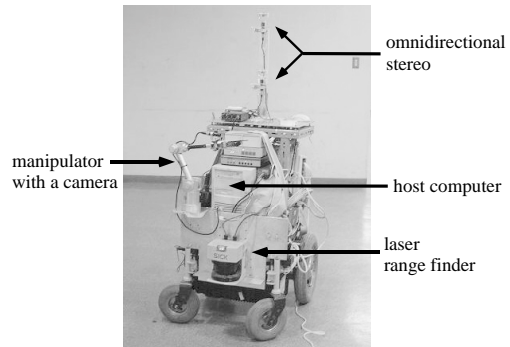 omnidirectional
stereo
manipulator
with a camera
host computer
laser
range finder
SICK